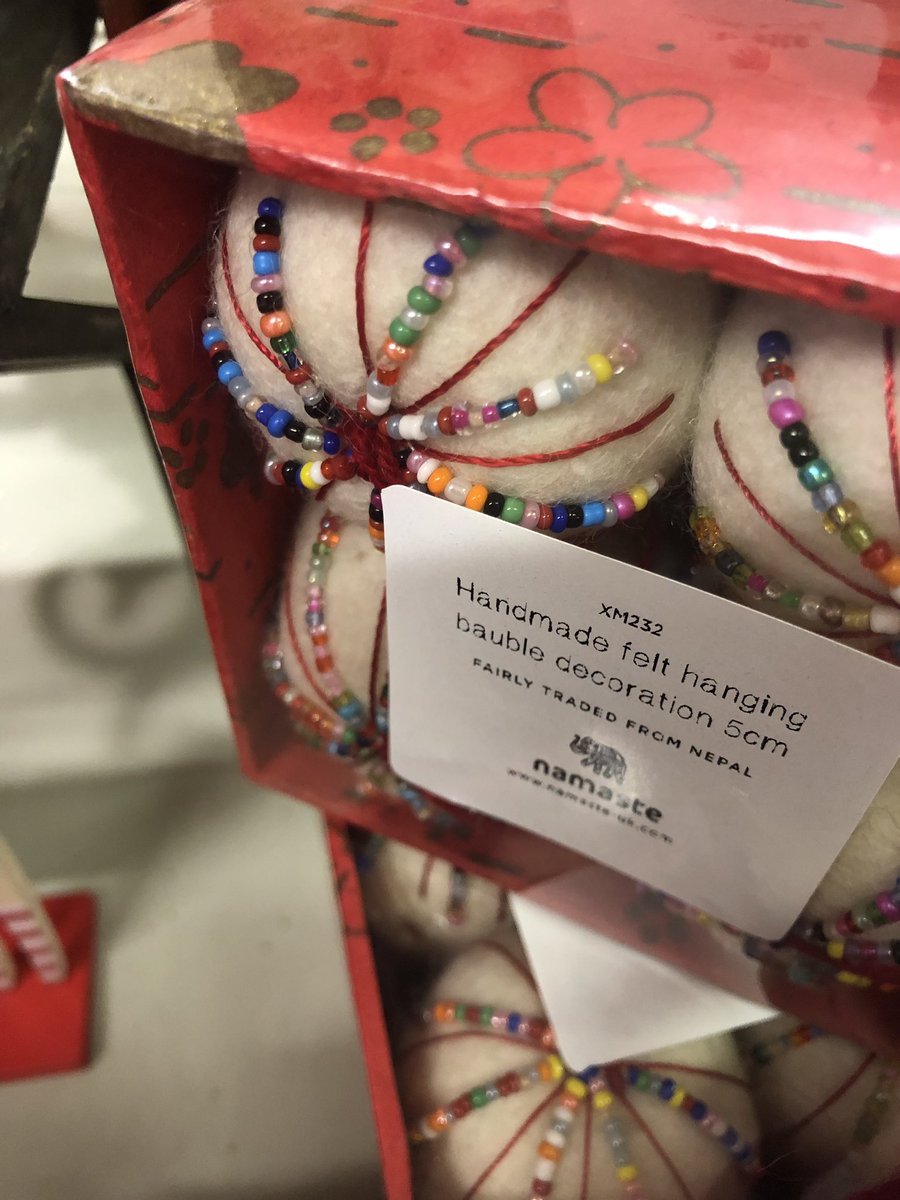 XM232
Handmade felt hanging
bauble decoration 5cm
FAIRLY TRADED FROM NEPAL
namaste
www.namaste-uk.com